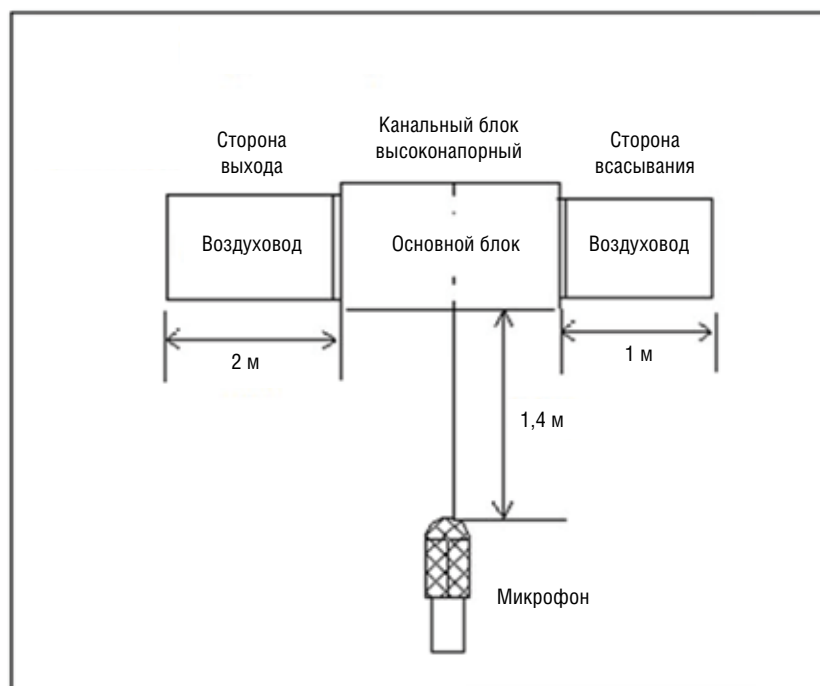 Сторона
выхода
Канальный блок
высоконапорный
Сторона
всасывания
Воздуховод
Основной блок
Воздуховод
2 м
1 м
1,4 м
Микрофон